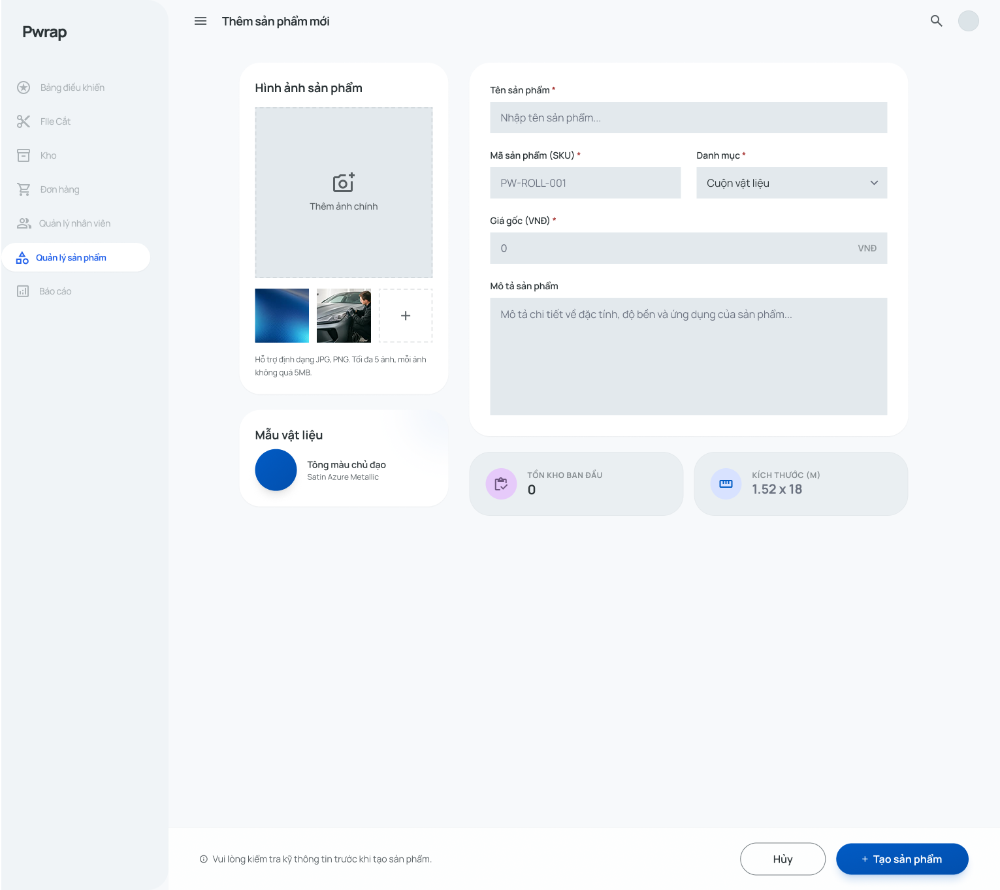 Pwrap
Bảng điều khiển
FIle Cắt
Kho
Đơn hàng
Quản lý nhân viên
Quản lý sản phẩm
Báo cáo
Thêm sản phẩm mới
Hình ảnh sản phẩm
Thêm ảnh chính
Hỗ trợ định dạng JPG, PNG. Tối đa 5 ảnh, mỗi ảnh
không quá 5MB.
Mẫu vật liệu
Tông màu chủ đạo
Satin Azure Metallic
Tên sản phẩm *
Nhập tên sản phẩm...
Mã sản phẩm (SKU) *
PW-ROLL-001
Danh mục *
Cuộn vật liệu
Giá gốc (VNĐ) *
0
VNĐ
Mô tả sản phẩm
Mô tả chi tiết về đặc tính, độ bền và ứng dụng của sản phẩm...
TỒN KHO BAN ĐẦU
0
KÍCH THƯỚC (M)
1.52 x 18
Vui lòng kiểm tra kỹ thông tin trước khi tạo sản phẩm.
Hủy
+ Tạo sản phẩm